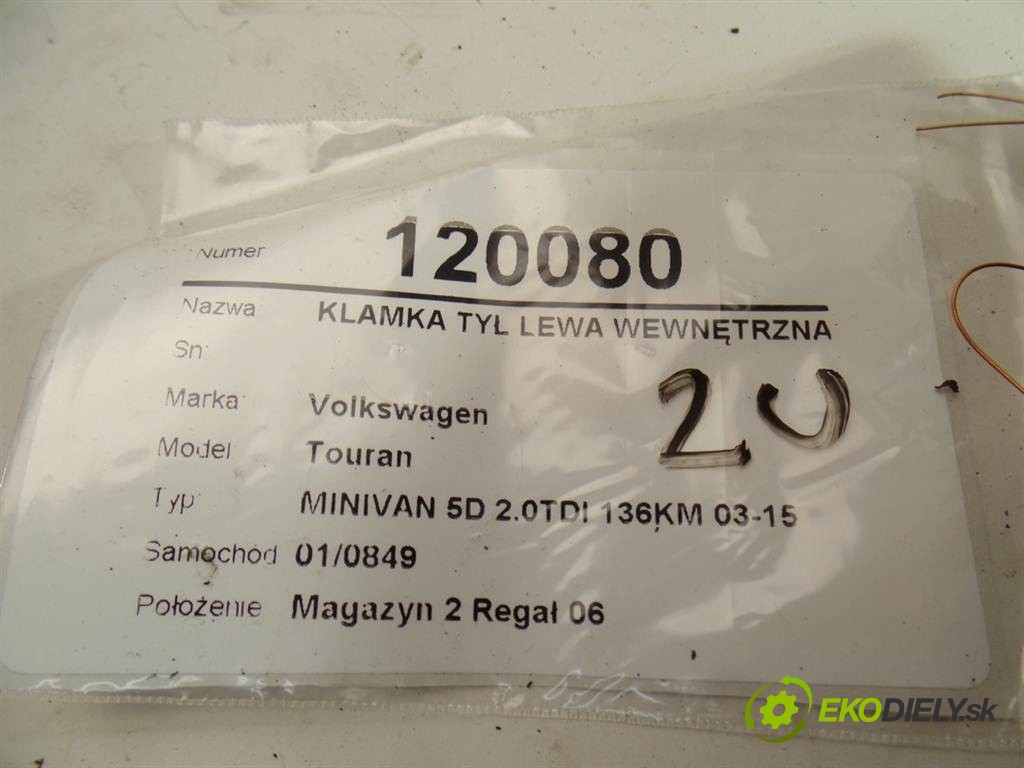 Numer 120080
Nazwa KLAMKA TYŁ LEWA WEWNĘTRZNA
Sn:
Marka Volkswagen
20
Model Touran
Typ MINIVAN 5D 2.0TDI 136KM 03-15
Samochód 01/0849
Położenie Magazyn 2 Regał 06
EKODIELY.sk